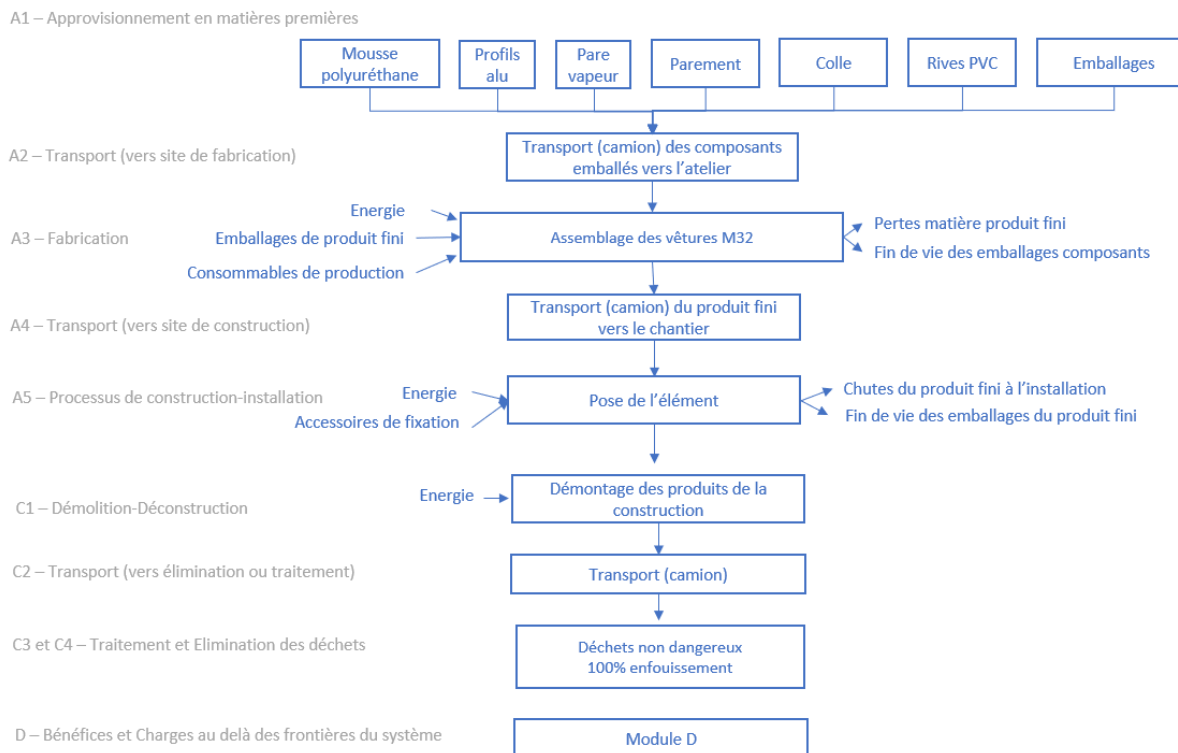 A1 – Approvisionnement en matières premières
Mousse
polyuréthane
Profils
alu
Pare
vapeur
Parement
Colle
Rives PVC
Emballages
A2 – Transport (vers site de fabrication)
Transport (camion) des composants
emballés vers l'atelier
Energie
A3 – Fabrication
Emballages de produit fini
Consommables de production
Assemblage des vêtures M32
Pertes matière produit fini
Fin de vie des emballages composants
A4 – Transport (vers site de construction)
Transport (camion) du produit fini
vers le chantier
A5 – Processus de construction-installation
Energie
Accessoires de fixation
Pose de l'élément
Chutes du produit fini à l'installation
Fin de vie des emballages du produit fini
C1 – Démolition-Déconstruction
Energie
Démontage des produits de la
construction
C2 – Transport (vers élimination ou traitement)
Transport (camion)
C3 et C4 – Traitement et Elimination des déchets
Déchets non dangereux
100% enfouissement
D – Bénéfices et Charges au delà des frontières du système
Module D